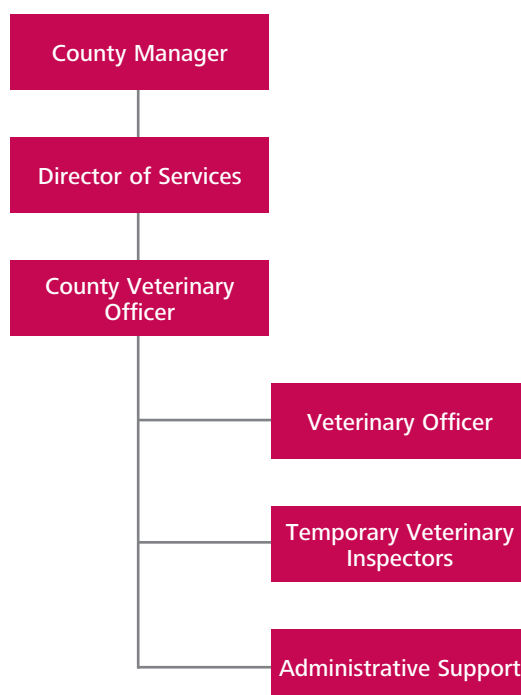 County Manager
Director of Services
County Veterinary
Officer
Veterinary Officer
Temporary Veterinary
Inspectors
Administrative Support